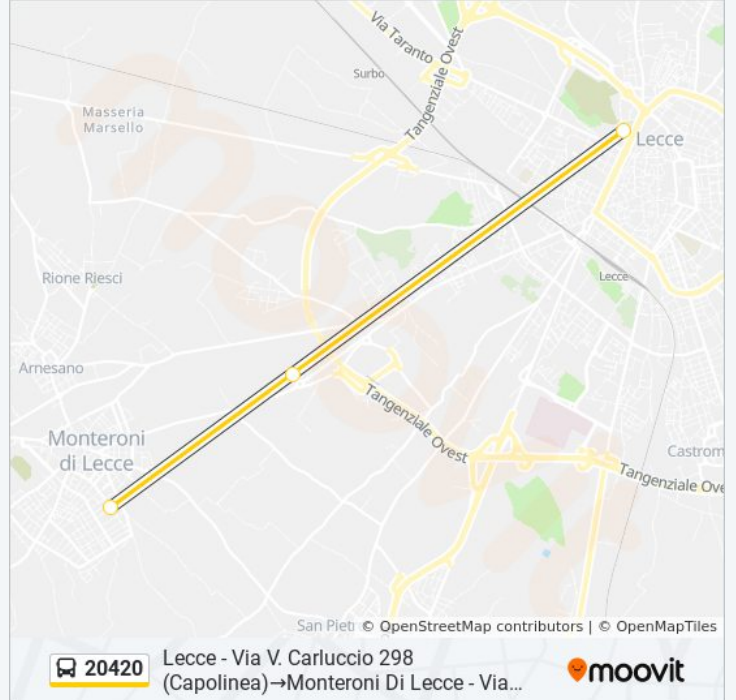 Via Taranto
Tangenziale Ovest
Surbo
Masseria
Marsello
Lecce
Rione Riesci
Lecce
Arnesano
Tangenziale Ovest
Monteroni
di Lecce
Castrom
Tangenziale Ove
San Pieti
© OpenStreetMap contributors | © OpenMapTiles
20420
Lecce - Via V. Carluccio 298
(Capolinea)→Monteroni Di Lecce - Via...
moovit